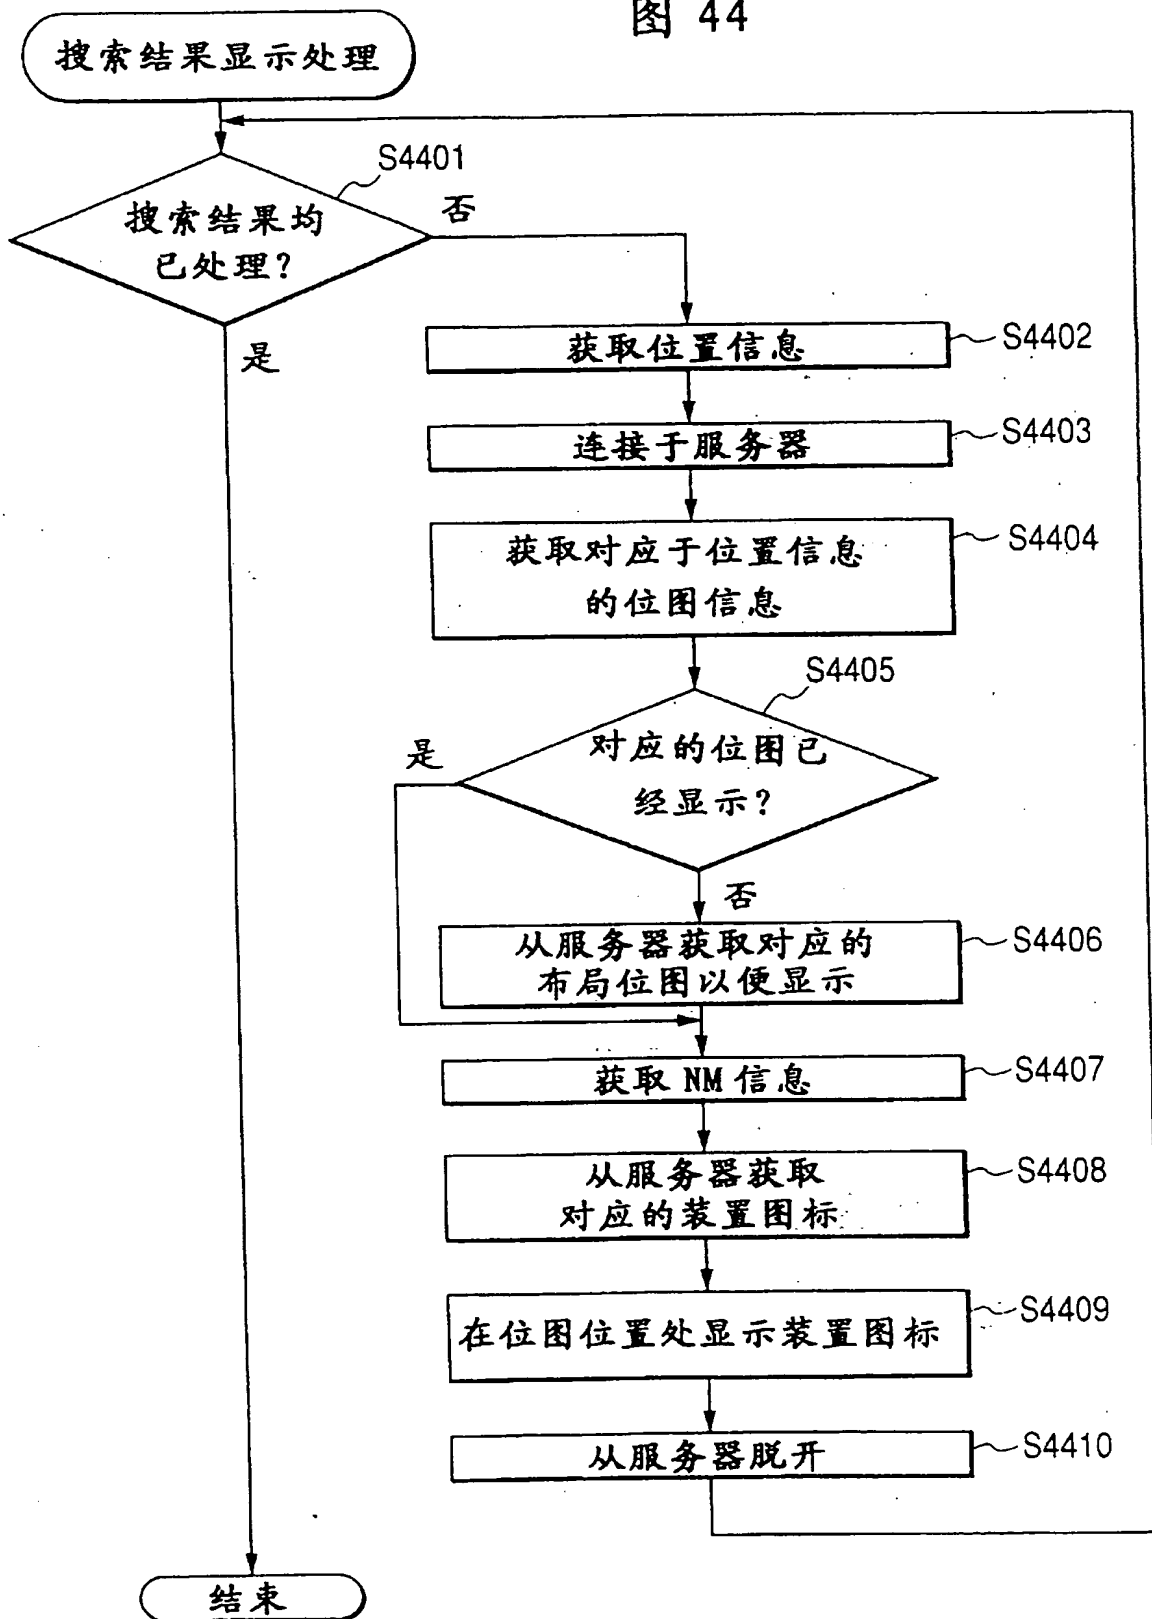 图 44
搜索结果显示处理
S4401
搜索结果均
已处理?
否
是
获取位置信息
S4402
连接于服务器
S4403
获取对应于位置信息
的位图信息
S4404
S4405
对应的位图已
经显示?
是
否
从服务器获取对应的
布局位图以便显示
S4406
获取 NM 信息
S4407
从服务器获取
对应的装置图标
S4408
在位图位置处显示装置图标
S4409
从服务器脱开
S4410
结束